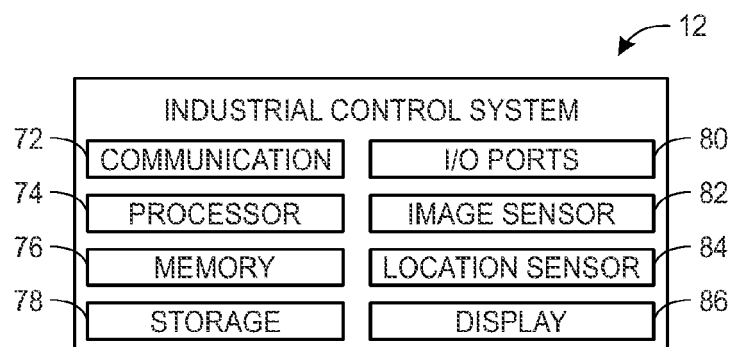 12
INDUSTRIAL CONTROL SYSTEM
72 COMMUNICATION I/O PORTS 80
74 PROCESSOR IMAGE SENSOR 82
76 MEMORY LOCATION SENSOR 84
78 STORAGE DISPLAY 86